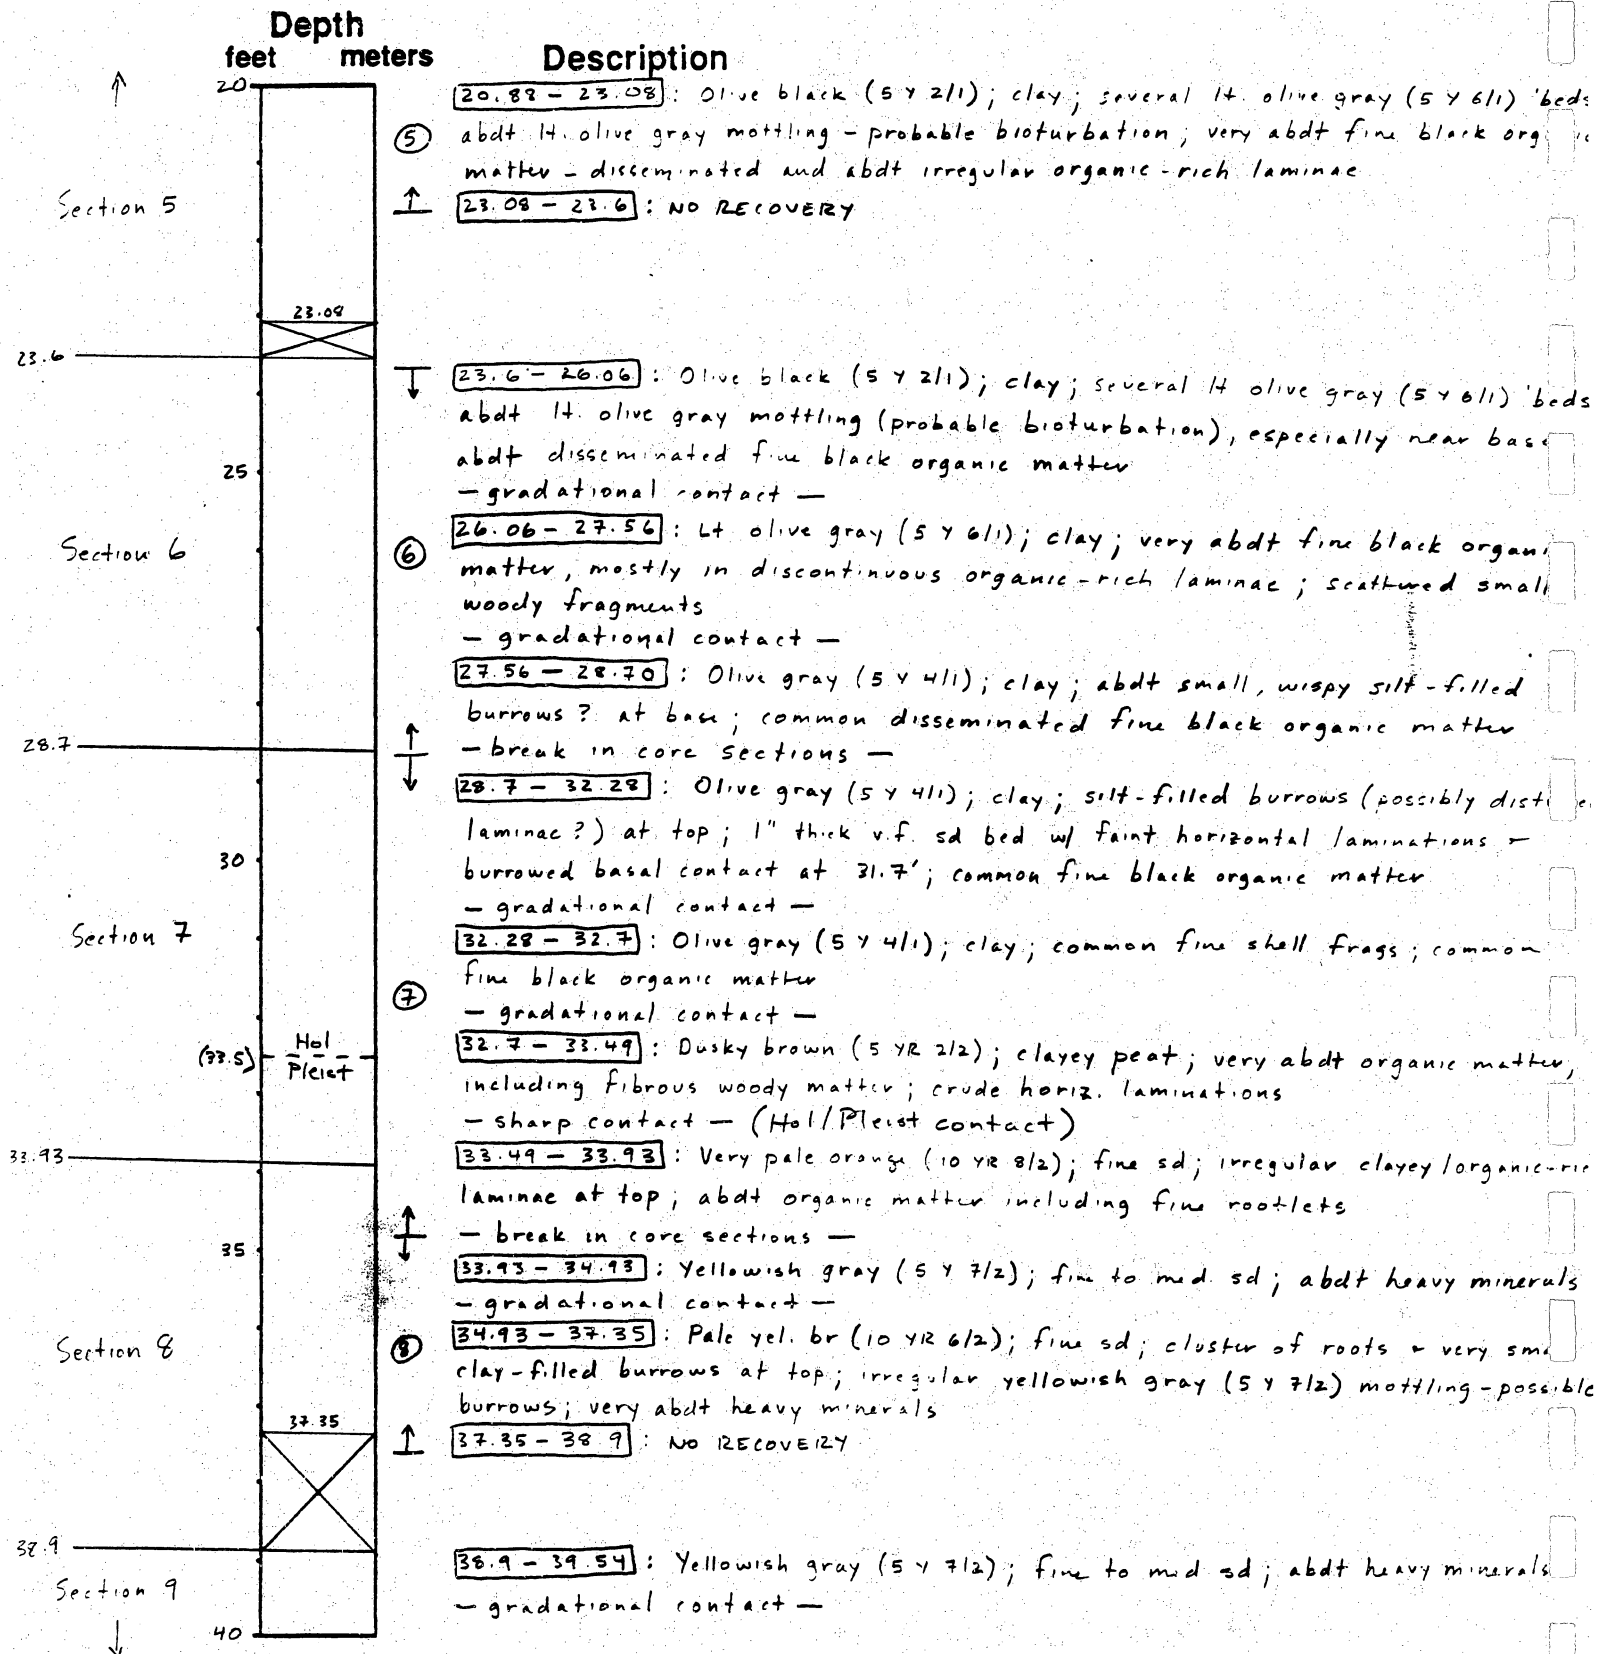 Depth
feet meters Description
20
20.88 – 23.08 : Olive black (5 Y 2/1); clay; several lt. olive gray (5 Y 6/1) 'beds
⑤ abdt lt. olive gray mottling – probable bioturbation; very abdt fine black org
matter – disseminated and abdt irregular organic-rich laminae
Section 5
↑ 23.08 – 23.6 : NO RECOVERY
23.08
23.6
23.6 – 26.06 : Olive black (5 Y 2/1); clay; several lt olive gray (5 Y 6/1) 'beds
abdt lt. olive gray mottling (probable bioturbation), especially near base
25
abdt disseminated fine black organic matter
— gradational contact —
26.06 – 27.56 : Lt olive gray (5 Y 6/1); clay; very abdt fine black organi
Section 6
⑥ matter, mostly in discontinuous organic-rich laminae; scattered small
woody fragments
— gradational contact —
27.56 – 28.70 : Olive gray (5 Y 4/1); clay; abdt small, wispy silt-filled
burrows? at base; common disseminated fine black organic matter
28.7
— break in core sections —
28.7 – 32.28 : Olive gray (5 Y 4/1); clay; silt-filled burrows (possibly dist
laminae?) at top; 1" thick v.f. sd bed w/ faint horizontal laminations +
30
burrowed basal contact at 31.7'; common fine black organic matter
— gradational contact —
Section 7
32.28 – 32.7 : Olive gray (5 Y 4/1); clay; common fine shell frags; common
fine black organic matter
⑦
— gradational contact —
(33.5) Hol
Pleist
32.7 – 33.49 : Dusky brown (5 YR 2/2); clayey peat; very abdt organic matter,
including fibrous woody matter; crude horiz. laminations
— sharp contact — (Hol/Pleist contact)
33.93
33.49 – 33.93 : Very pale orange (10 YR 8/2); fine sd; irregular clayey/organic-ric
laminae at top; abdt organic matter including fine rootlets
— break in core sections —
35
33.93 – 34.93 : Yellowish gray (5 Y 7/2); fine to med. sd; abdt heavy minerals
— gradational contact —
Section 8
⑧ 34.93 – 37.35 : Pale yel. br (10 YR 6/2); fine sd; cluster of roots + very sma
clay-filled burrows at top; irregular yellowish gray (5 Y 7/2) mottling – possible
burrows; very abdt heavy minerals
37.35
↑ 37.35 – 38.9 : NO RECOVERY
38.9
38.9 – 39.54 : Yellowish gray (5 Y 7/2); fine to med sd; abdt heavy minerals
Section 9
— gradational contact —
40